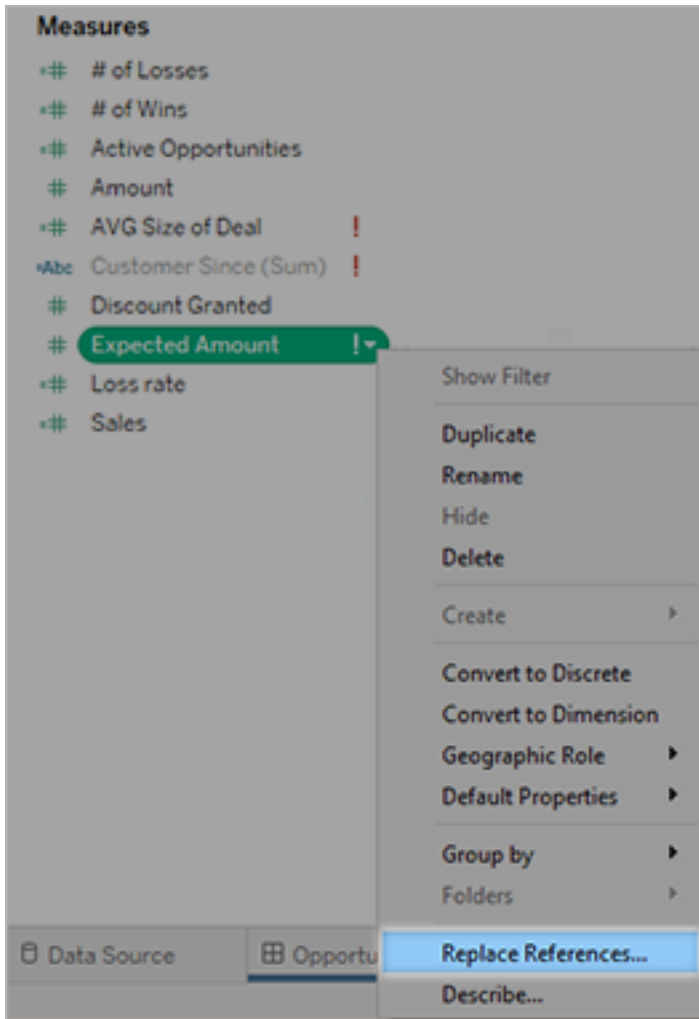 Measures
# of Losses
# of Wins
Active Opportunities
Amount
AVG Size of Deal !
Abc Customer Since (Sum) !
Discount Granted
Expected Amount !
Loss rate
Sales
Show Filter
Duplicate
Rename
Hide
Delete
Create
Convert to Discrete
Convert to Dimension
Geographic Role
Default Properties
Group by
Folders
Replace References...
Describe...
Data Source
Opportu